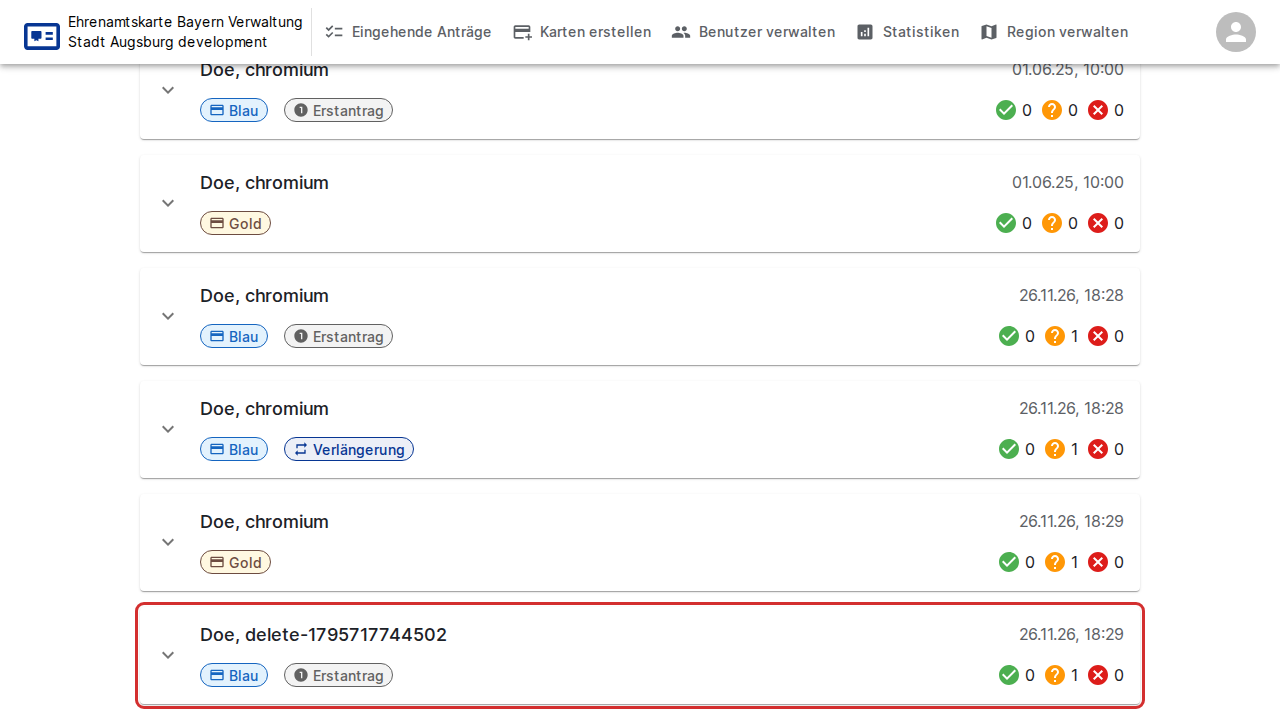 Ehrenamtskarte Bayern Verwaltung
Stadt Augsburg development
Eingehende Anträge
Karten erstellen
Benutzer verwalten
Statistiken
Region verwalten
Doe, chromium
01.06.25, 10:00
Blau
Erstantrag
0
0
0
Doe, chromium
01.06.25, 10:00
Gold
0
0
0
Doe, chromium
26.11.26, 18:28
Blau
Erstantrag
0
1
0
Doe, chromium
26.11.26, 18:28
Blau
Verlängerung
0
1
0
Doe, chromium
26.11.26, 18:29
Gold
0
1
0
Doe, delete-1795717744502
26.11.26, 18:29
Blau
Erstantrag
0
1
0